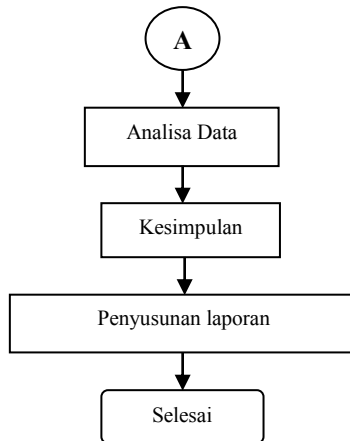 A
Analisa Data
Kesimpulan
Penyusunan laporan
Selesai